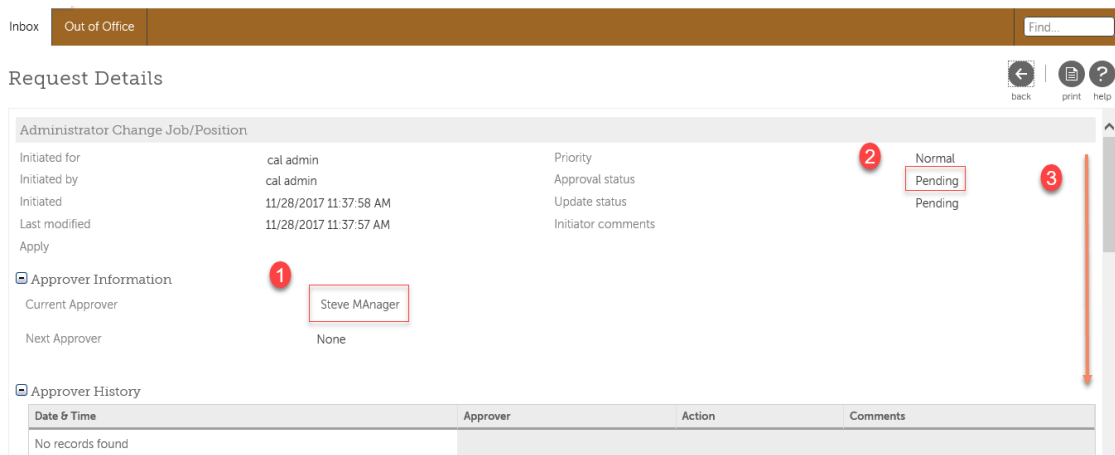 Inbox Out of Office Find...
Request Details
back print help
Administrator Change Job/Position
Initiated for cal admin Priority 2 Normal
Initiated by cal admin Approval status Pending 3
Initiated 11/28/2017 11:37:58 AM Update status Pending
Last modified 11/28/2017 11:37:57 AM Initiator comments
Apply
Approver Information 1
Current Approver Steve MAnager
Next Approver None
Approver History
Date & Time Approver Action Comments
No records found